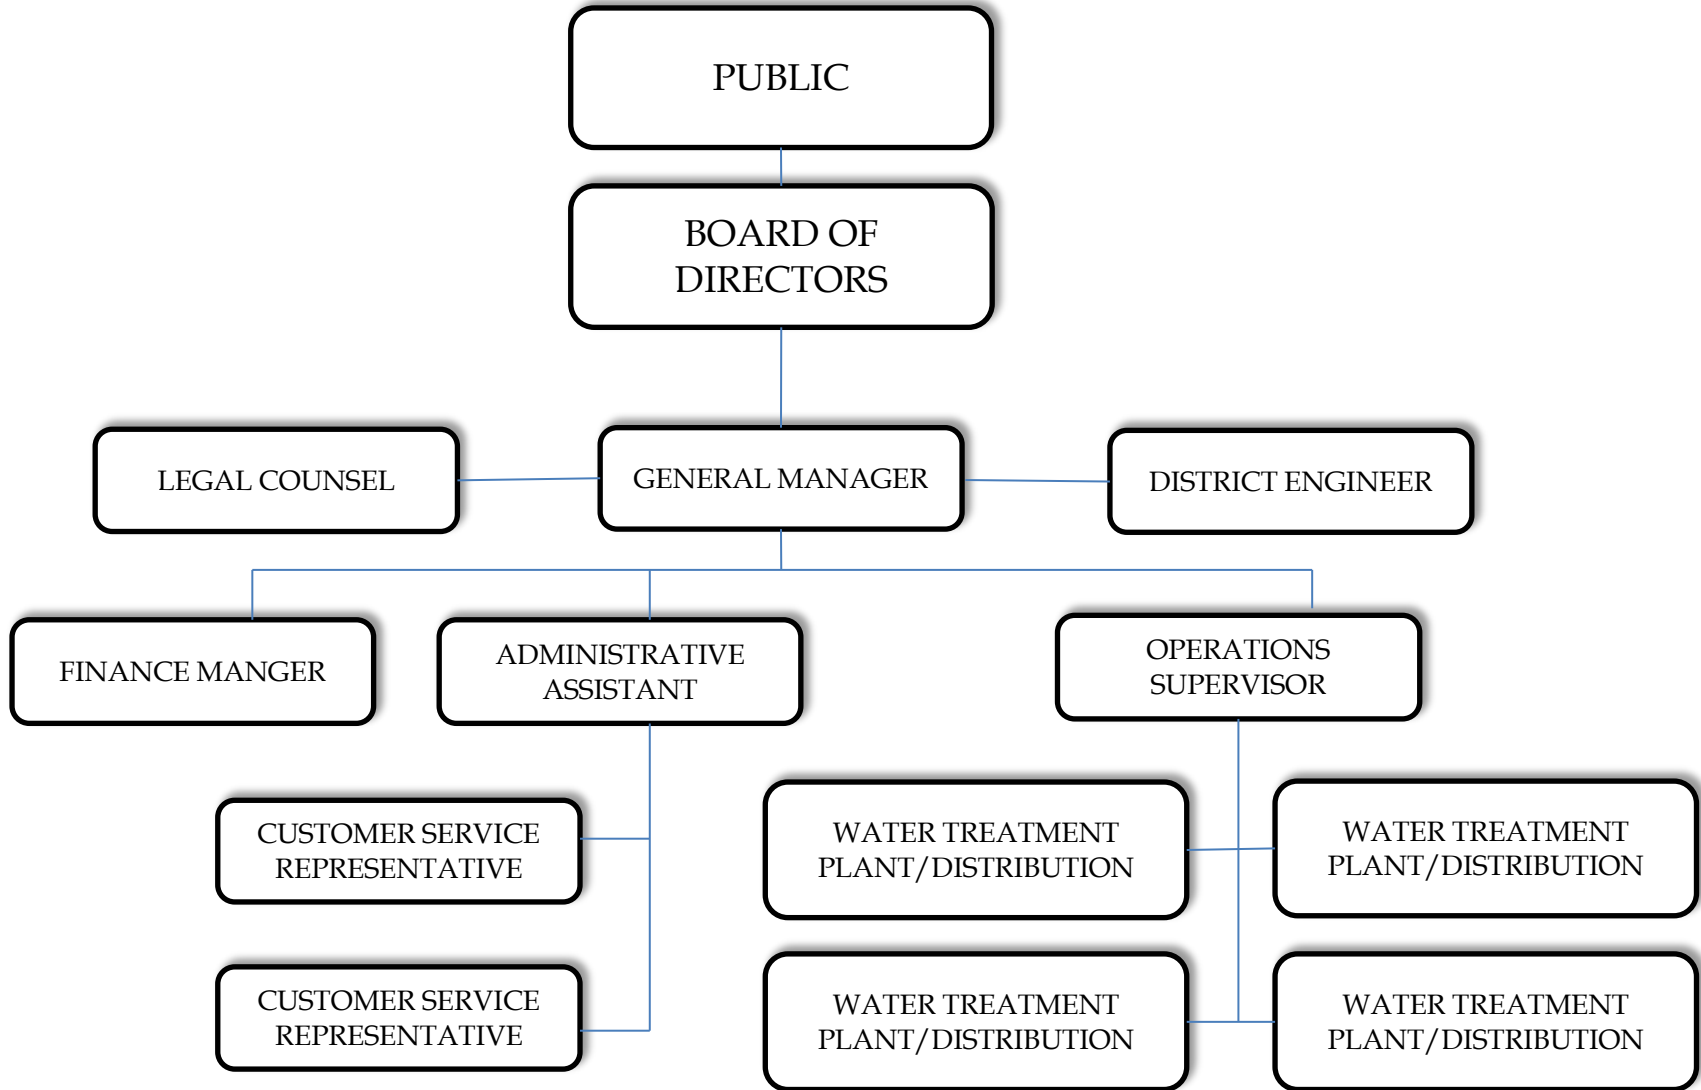 PUBLIC
BOARD OF
DIRECTORS
LEGAL COUNSEL
GENERAL MANAGER
DISTRICT ENGINEER
FINANCE MANGER
ADMINISTRATIVE
ASSISTANT
OPERATIONS
SUPERVISOR
CUSTOMER SERVICE
REPRESENTATIVE
WATER TREATMENT
PLANT/DISTRIBUTION
WATER TREATMENT
PLANT/DISTRIBUTION
CUSTOMER SERVICE
REPRESENTATIVE
WATER TREATMENT
PLANT/DISTRIBUTION
WATER TREATMENT
PLANT/DISTRIBUTION